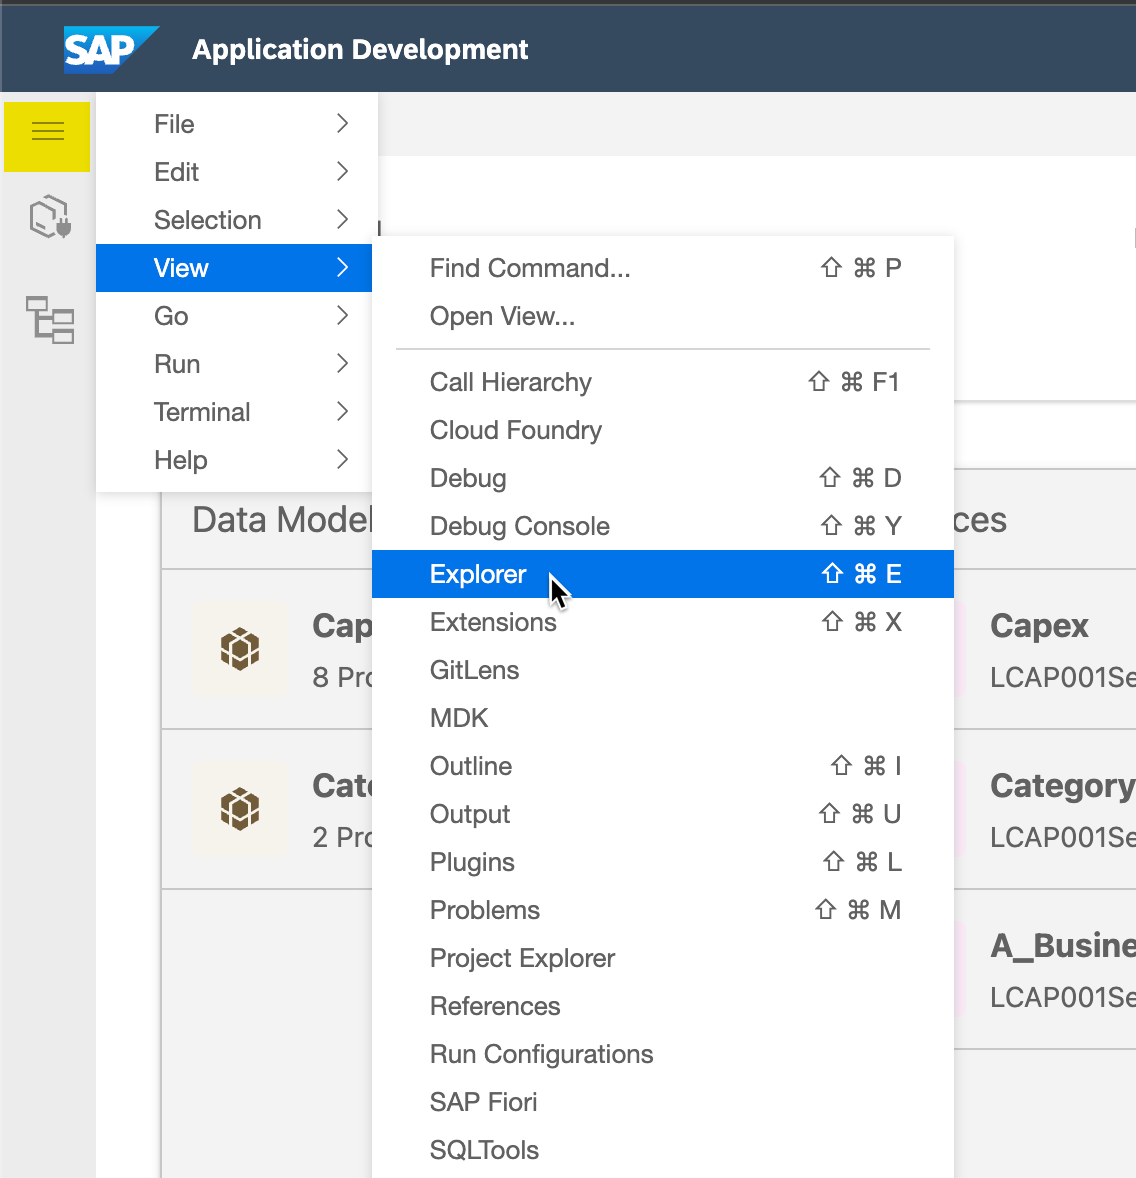 SAP Application Development
File
Edit
Selection
View
Go
Run
Terminal
Help
Find Command... ⇧ ⌘ P
Open View...
Call Hierarchy ⇧ ⌘ F1
Cloud Foundry
Debug ⇧ ⌘ D
Debug Console ⇧ ⌘ Y
Explorer ⇧ ⌘ E
Extensions ⇧ ⌘ X
GitLens
MDK
Outline ⇧ ⌘ I
Output ⇧ ⌘ U
Plugins ⇧ ⌘ L
Problems ⇧ ⌘ M
Project Explorer
References
Run Configurations
SAP Fiori
SQLTools
Data Model
Cap
8 Pro
Cate
2 Pro
ces
Capex
LCAP001Se
Category
LCAP001Se
A_Busine
LCAP001Se